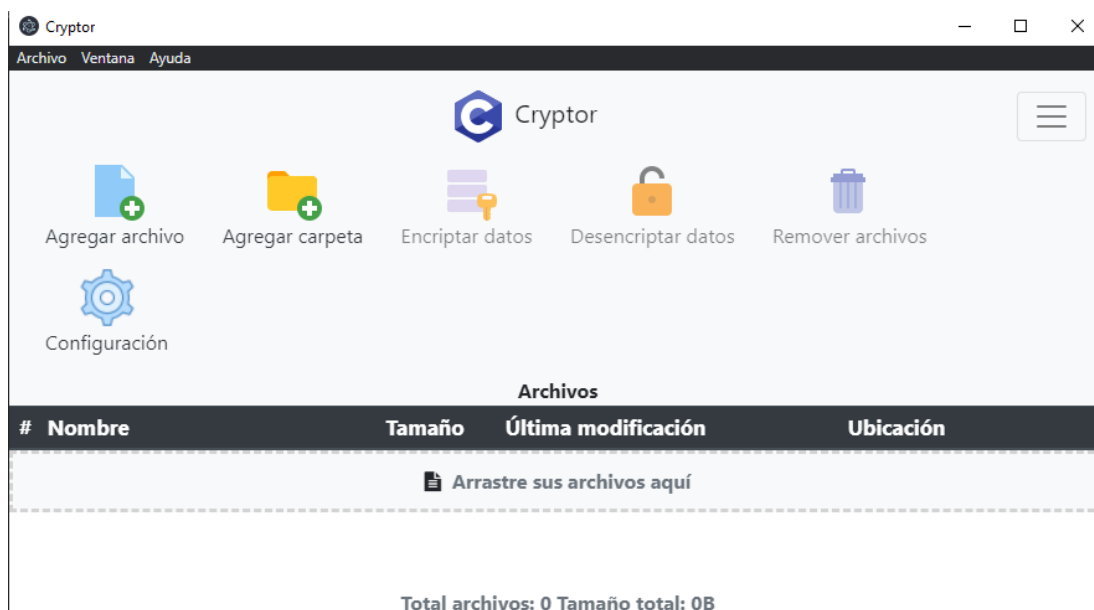 Cryptor
Archivo Ventana Ayuda
Cryptor
Agregar archivo Agregar carpeta Encriptar datos Desencriptar datos Remover archivos
Configuración
Archivos
# Nombre Tamaño Última modificación Ubicación
Arrastre sus archivos aquí
Total archivos: 0 Tamaño total: 0B